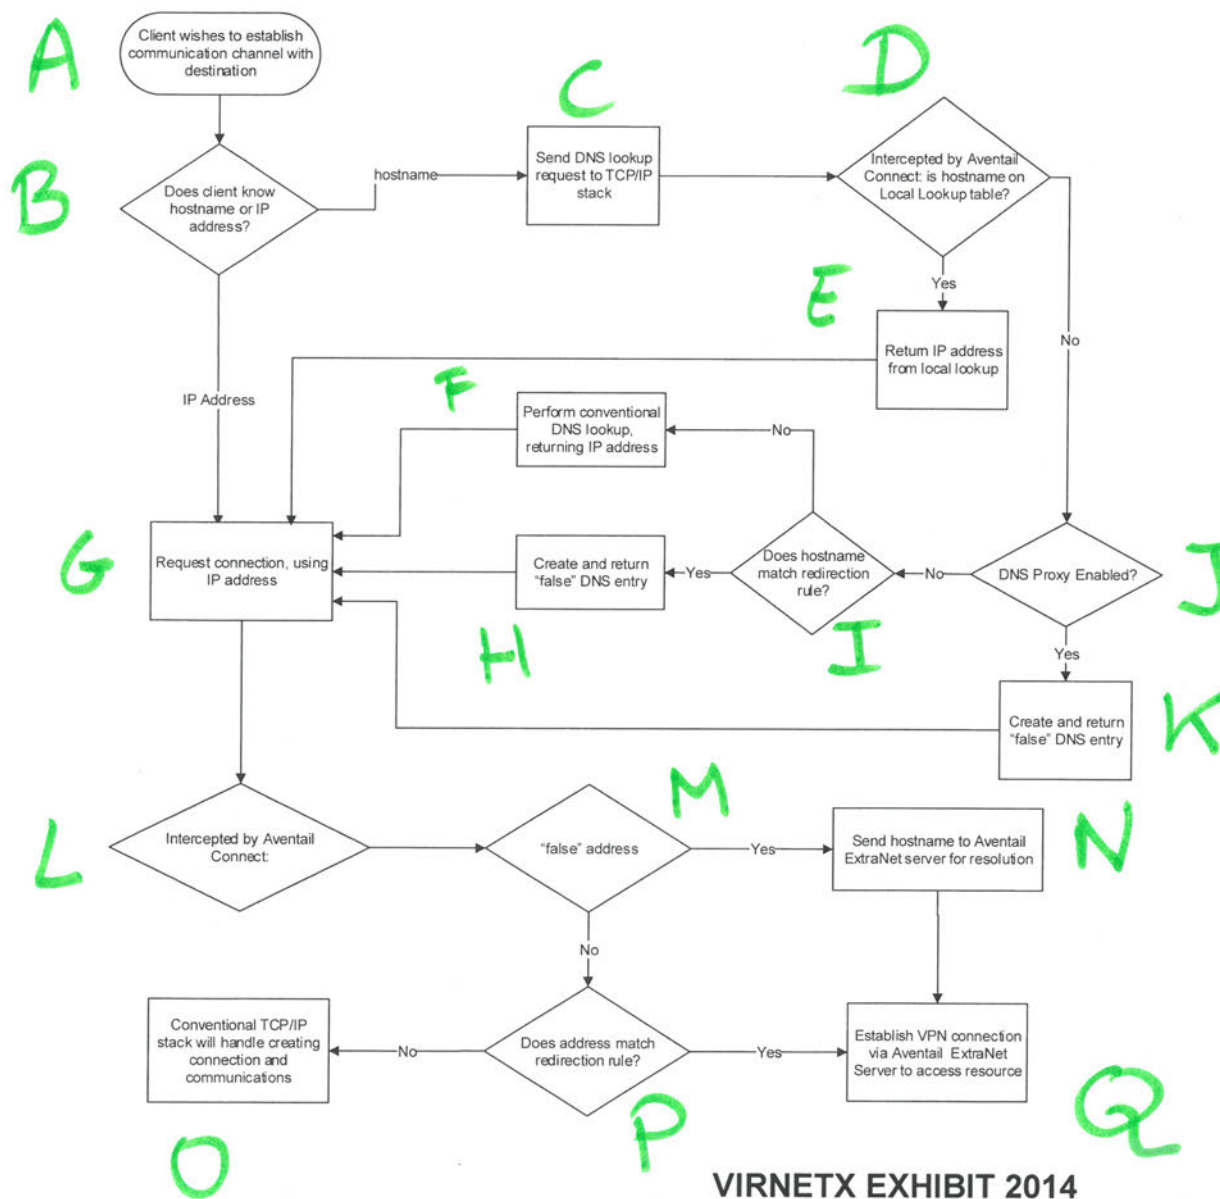 A
Client wishes to establish
communication channel with
destination
B
Does client know
hostname or IP
address?
hostname
C
Send DNS lookup
request to TCP/IP
stack
D
Intercepted by Aventail
Connect: is hostname on
Local Lookup table?
Yes
No
E
Return IP address
from local lookup
IP Address
F
Perform conventional
DNS lookup,
returning IP address
No
G
Request connection, using
IP address
Create and return
"false" DNS entry
H
Yes
Does hostname
match redirection
rule?
I
No
DNS Proxy Enabled?
J
Yes
Create and return
"false" DNS entry
K
L
Intercepted by Aventail
Connect:
"false" address
M
Yes
Send hostname to Aventail
ExtraNet server for resolution
N
No
Conventional TCP/IP
stack will handle creating
connection and
communications
O
No
Does address match
redirection rule?
P
Yes
Establish VPN connection
via Aventail ExtraNet
Server to access resource
Q
VIRNETX EXHIBIT 2014